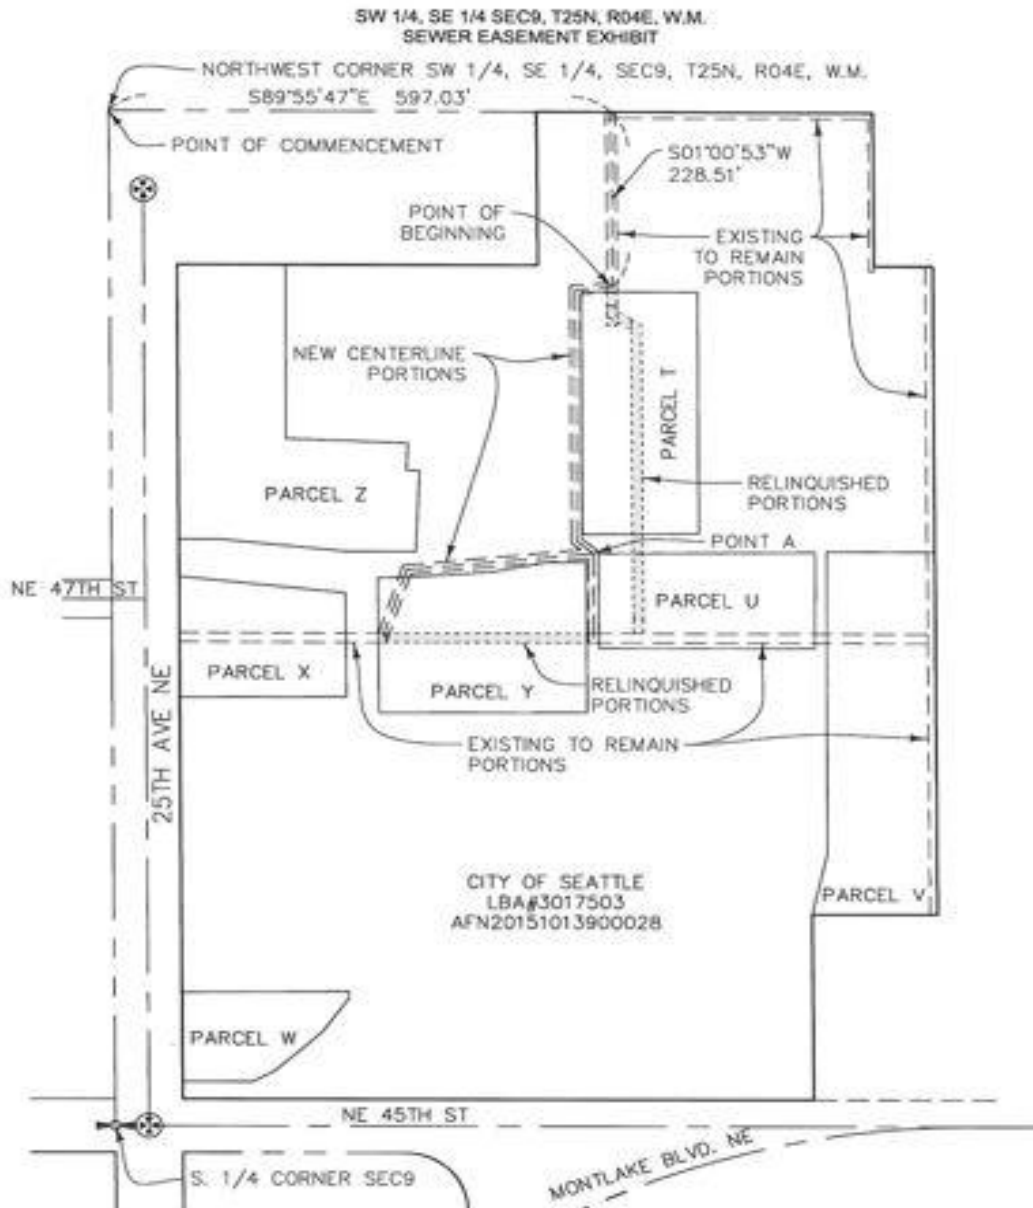 SW 1/4, SE 1/4 SEC9, T25N, R04E, W.M.
SEWER EASEMENT EXHIBIT
NORTHWEST CORNER SW 1/4, SE 1/4, SEC9, T25N, R04E, W.M.
S89°55'47"E 597.03'
POINT OF COMMENCEMENT
S01°00'53"W
228.51'
POINT OF
BEGINNING
EXISTING
TO REMAIN
PORTIONS
NEW CENTERLINE
PORTIONS
PARCEL T
PARCEL Z
RELINQUISHED
PORTIONS
POINT A
NE 47TH ST
PARCEL U
PARCEL X
PARCEL Y
RELINQUISHED
PORTIONS
25TH AVE NE
EXISTING TO REMAIN
PORTIONS
CITY OF SEATTLE
LBA#3017503
AFN20151013900028
PARCEL V
PARCEL W
NE 45TH ST
S. 1/4 CORNER SEC9
MONTLAKE BLVD. NE